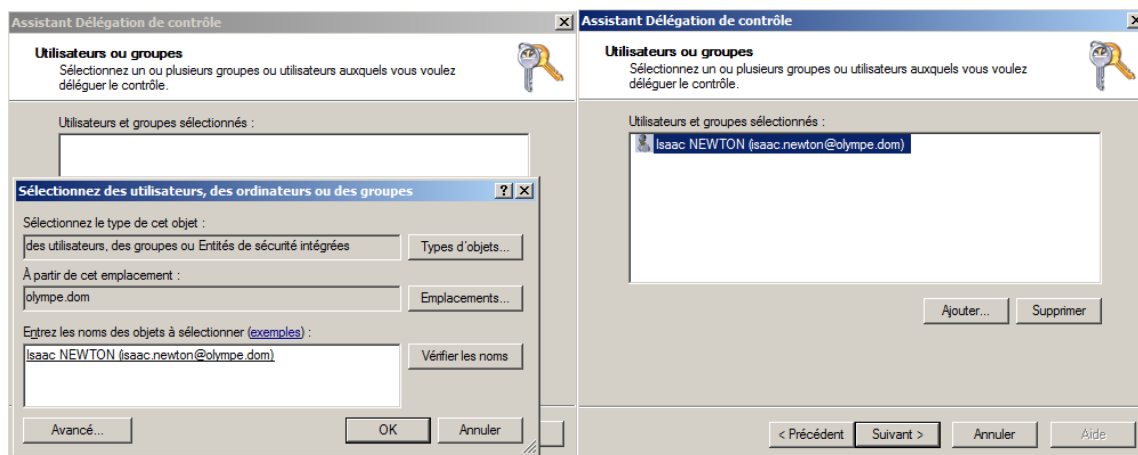 Assistant Délégation de contrôle
Utilisateurs ou groupes
Sélectionnez un ou plusieurs groupes ou utilisateurs auxquels vous voulez
déléguer le contrôle.
Utilisateurs et groupes sélectionnés :
Sélectionnez des utilisateurs, des ordinateurs ou des groupes
Sélectionnez le type de cet objet :
des utilisateurs, des groupes ou Entités de sécurité intégrées
Types d'objets...
À partir de cet emplacement :
olympe.dom
Emplacements...
Entrez les noms des objets à sélectionner (exemples) :
Isaac NEWTON (isaac.newton@olympe.dom)
Vérifier les noms
Avancé...
OK
Annuler
Assistant Délégation de contrôle
Utilisateurs ou groupes
Sélectionnez un ou plusieurs groupes ou utilisateurs auxquels vous voulez
déléguer le contrôle.
Utilisateurs et groupes sélectionnés :
Isaac NEWTON (isaac.newton@olympe.dom)
Ajouter...
Supprimer
< Précédent
Suivant >
Annuler
Aide